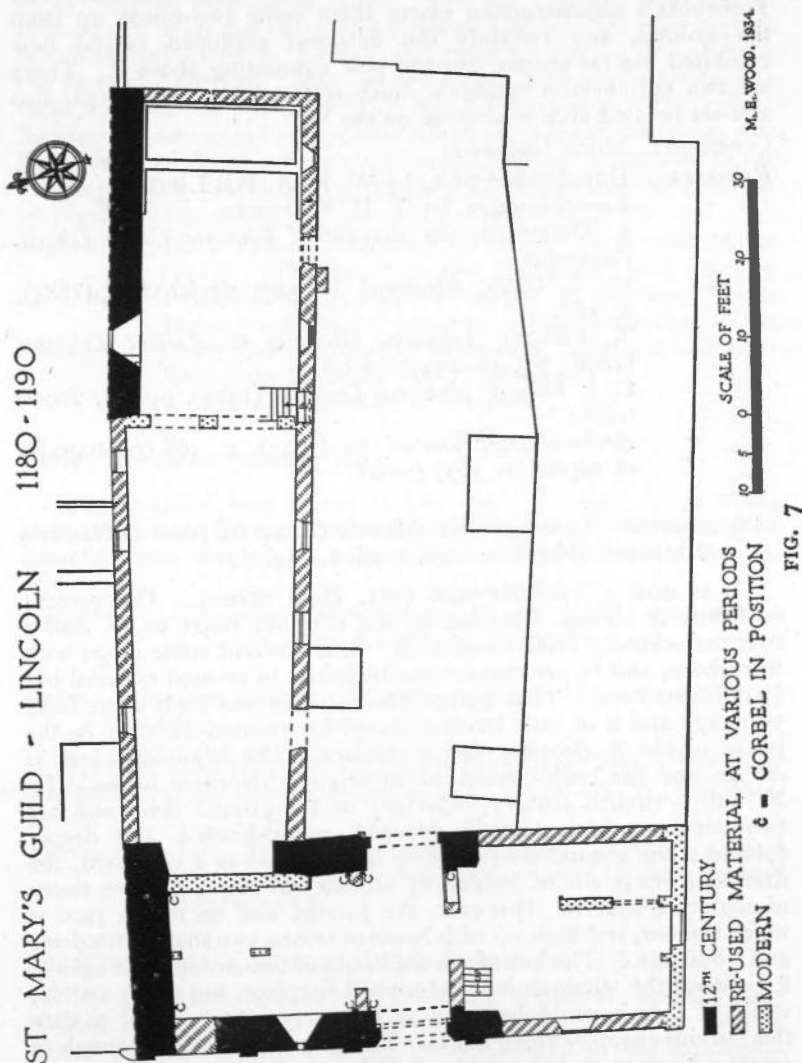 ST MARY'S GUILD LINCOLN 1180-1190
12TH CENTURY
RE-USED MATERIAL, AT VARIOUS PERIODS
MODERN
¢ = CORBEL IN POSITION
SCALE OF FEET
10 5 0 10 20 30
M.E.WOOD. 1934.
FIG. 7